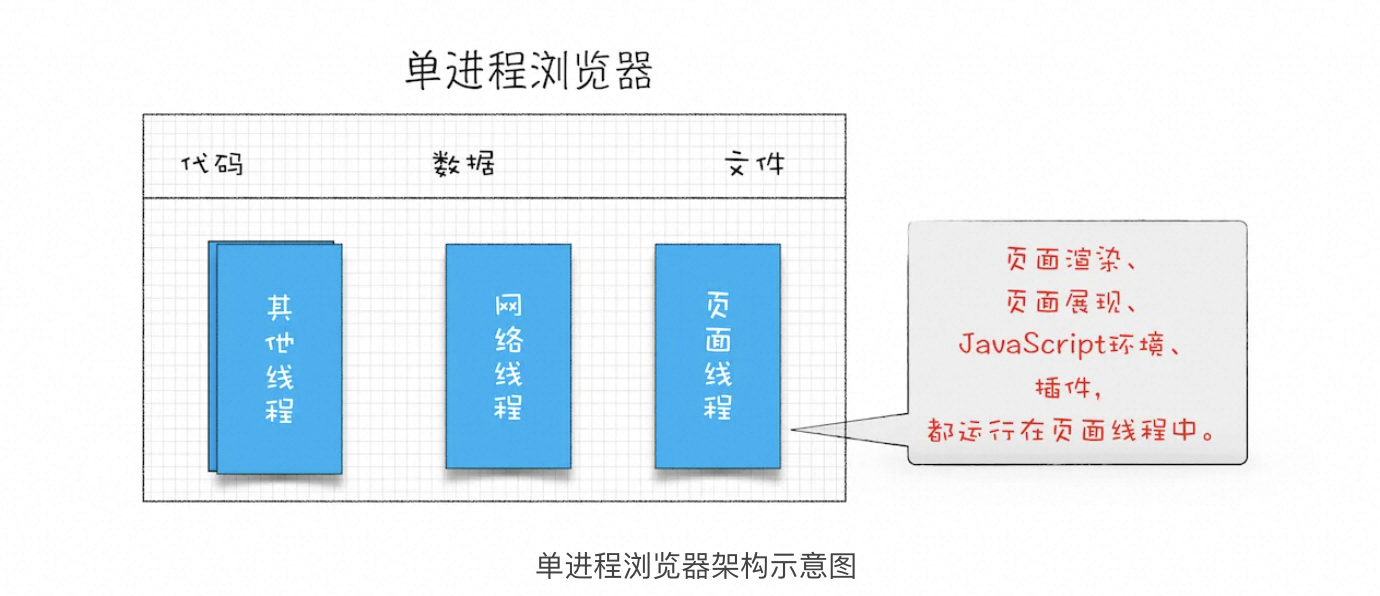 单进程浏览器
代码 数据 文件
其他线程
网络线程
页面线程
页面渲染、
页面展现、
JavaScript环境、
插件,
都运行在页面线程中。
单进程浏览器架构示意图